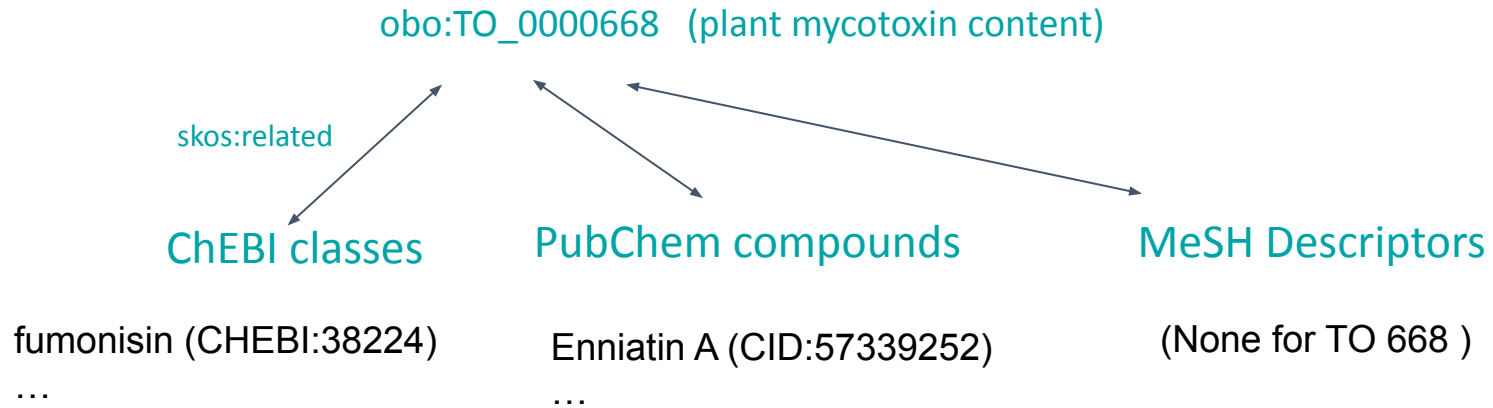 obo:TO_0000668 (plant mycotoxin content)
skos:related
ChEBI classes
PubChem compounds
MeSH Descriptors
fumonisin (CHEBI:38224)
Enniatin A (CID:57339252)
(None for TO 668 )
...
...